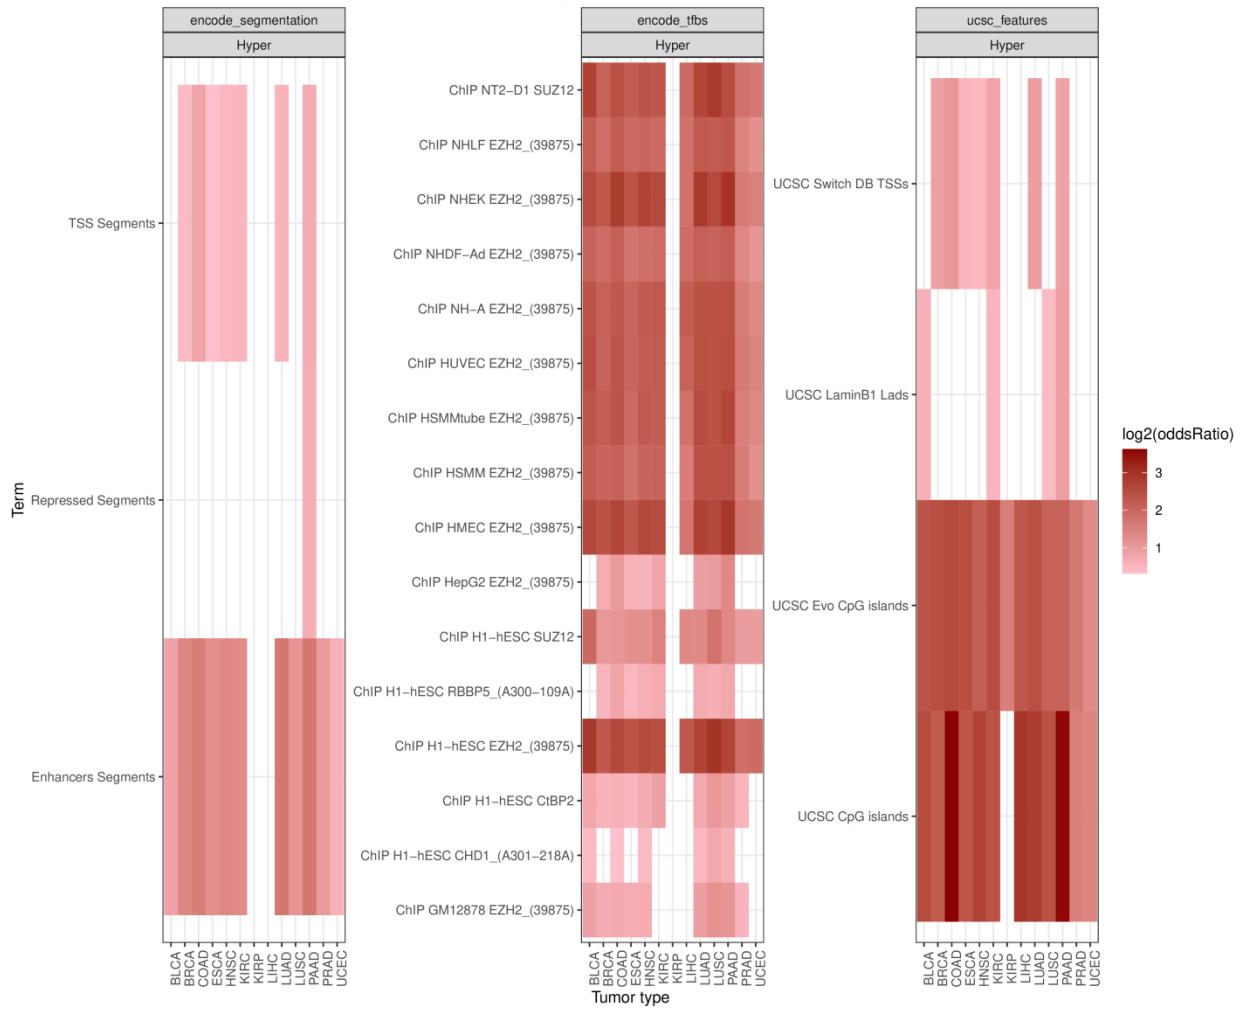 encode_segmentation
Hyper
encode_tfbs
Hyper
ucsc_features
Hyper
Term
TSS Segments
Repressed Segments
Enhancers Segments
ChIP NT2−D1 SUZ12
ChIP NHLF EZH2_(39875)
ChIP NHEK EZH2_(39875)
ChIP NHDF−Ad EZH2_(39875)
ChIP NH−A EZH2_(39875)
ChIP HUVEC EZH2_(39875)
ChIP HSMMtube EZH2_(39875)
ChIP HSMM EZH2_(39875)
ChIP HMEC EZH2_(39875)
ChIP HepG2 EZH2_(39875)
ChIP H1−hESC SUZ12
ChIP H1−hESC RBBP5_(A300−109A)
ChIP H1−hESC EZH2_(39875)
ChIP H1−hESC CtBP2
ChIP H1−hESC CHD1_(A301−218A)
ChIP GM12878 EZH2_(39875)
UCSC Switch DB TSSs
UCSC LaminB1 Lads
UCSC Evo CpG islands
UCSC CpG islands
log2(oddsRatio)
3
2
1
BLCA
BRCA
COAD
ESCA
HNSC
KIRC
KIRP
LIHC
LUAD
LUSC
PAAD
PRAD
UCEC
BLCA
BRCA
COAD
ESCA
HNSC
KIRC
KIRP
LIHC
LUAD
LUSC
PAAD
PRAD
UCEC
BLCA
BRCA
COAD
ESCA
HNSC
KIRC
KIRP
LIHC
LUAD
LUSC
PAAD
PRAD
UCEC
Tumor type